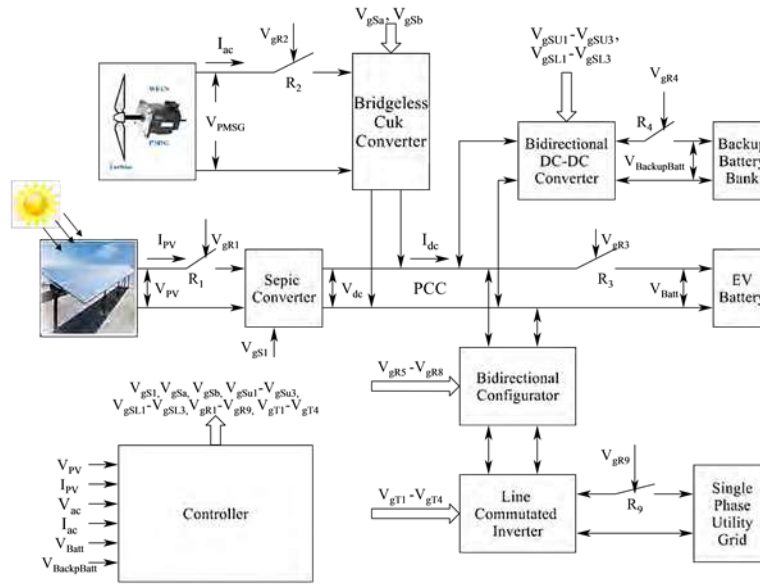 V_gSa, V_gSb
V_gR2
I_ac
R_2
V_PMSG
WECS
PMSG
Turbine
Bridgeless
Cuk
Converter
V_gSU1-V_gSU3,
V_gSL1-V_gSL3
V_gR4
R_4
V_BackupBatt
Bidirectional
DC-DC
Converter
Backup
Battery
Bank
I_PV
V_gR1
R_1
V_PV
Sepic
Converter
V_gS1
V_dc
I_dc
PCC
V_gR3
R_3
V_Batt
EV
Battery
V_gR5-V_gR8
Bidirectional
Configurator
V_gS1, V_gSa, V_gSb, V_gSu1-V_gSu3,
V_gSL1-V_gSL3, V_gR1-V_gR9, V_gT1-V_gT4
V_PV
I_PV
V_ac
I_ac
V_Batt
V_BackpBatt
Controller
V_gT1-V_gT4
Line
Commutated
Inverter
V_gR9
R_9
Single
Phase
Utility
Grid